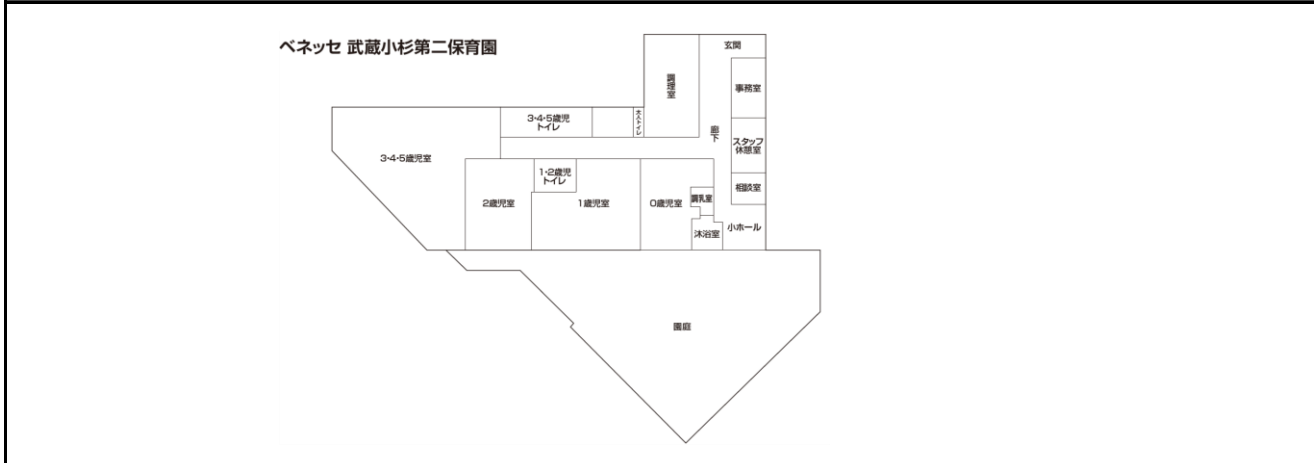 ベネッセ 武蔵小杉第二保育園
玄関
調理室
事務室
3・4・5歳児
トイレ
大人トイレ
廊下
スタッフ
休憩室
3・4・5歳児室
1・2歳児
トイレ
相談室
2歳児室
1歳児室
0歳児室
調乳室
沐浴室
小ホール
園庭